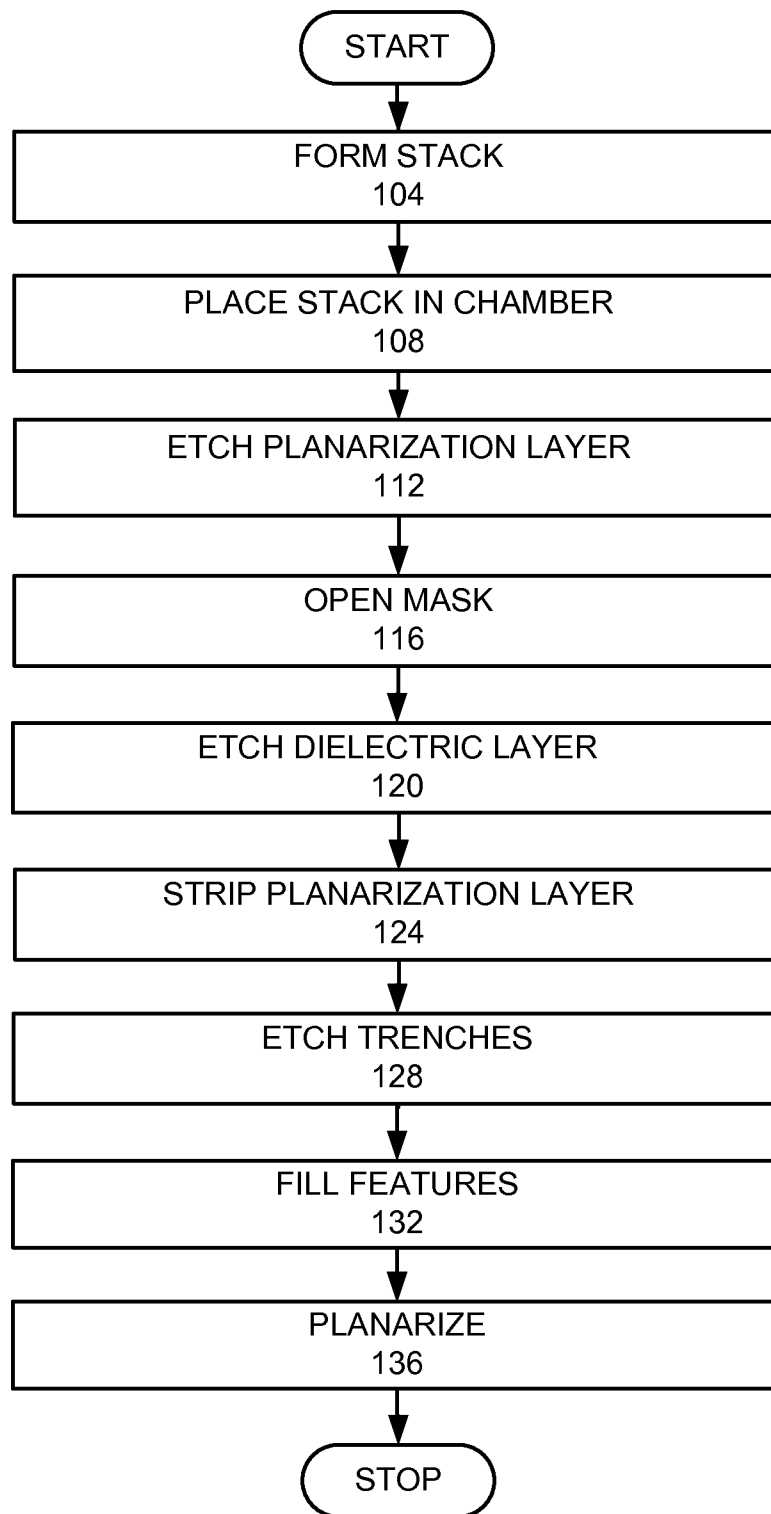 START
FORM STACK
104
PLACE STACK IN CHAMBER
108
ETCH PLANARIZATION LAYER
112
OPEN MASK
116
ETCH DIELECTRIC LAYER
120
STRIP PLANARIZATION LAYER
124
ETCH TRENCHES
128
FILL FEATURES
132
PLANARIZE
136
STOP